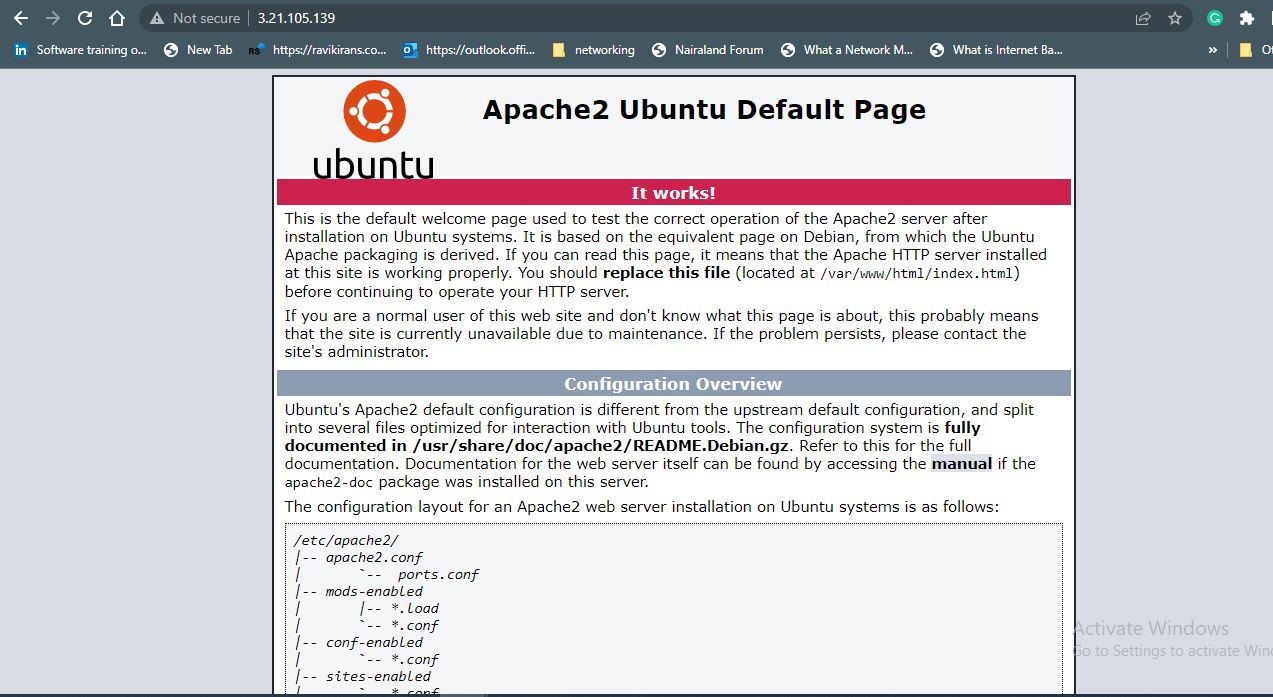 Not secure 3.21.105.139
Software training o... New Tab https://ravikirans.co... https://outlook.offi... networking Nairaland Forum What a Network M... What is Internet Ba... »
ubuntu
Apache2 Ubuntu Default Page
It works!
This is the default welcome page used to test the correct operation of the Apache2 server after
installation on Ubuntu systems. It is based on the equivalent page on Debian, from which the Ubuntu
Apache packaging is derived. If you can read this page, it means that the Apache HTTP server installed
at this site is working properly. You should replace this file (located at /var/www/html/index.html)
before continuing to operate your HTTP server.
If you are a normal user of this web site and don't know what this page is about, this probably means
that the site is currently unavailable due to maintenance. If the problem persists, please contact the
site's administrator.
Configuration Overview
Ubuntu's Apache2 default configuration is different from the upstream default configuration, and split
into several files optimized for interaction with Ubuntu tools. The configuration system is fully
documented in /usr/share/doc/apache2/README.Debian.gz. Refer to this for the full
documentation. Documentation for the web server itself can be found by accessing the manual if the
apache2-doc package was installed on this server.
The configuration layout for an Apache2 web server installation on Ubuntu systems is as follows:
/etc/apache2/
|-- apache2.conf
|       `--  ports.conf
|-- mods-enabled
|       |-- *.load
|       `-- *.conf
|-- conf-enabled
|       `-- *.conf
|-- sites-enabled
|       `-- *.conf
Activate Windows
Go to Settings to activate Win